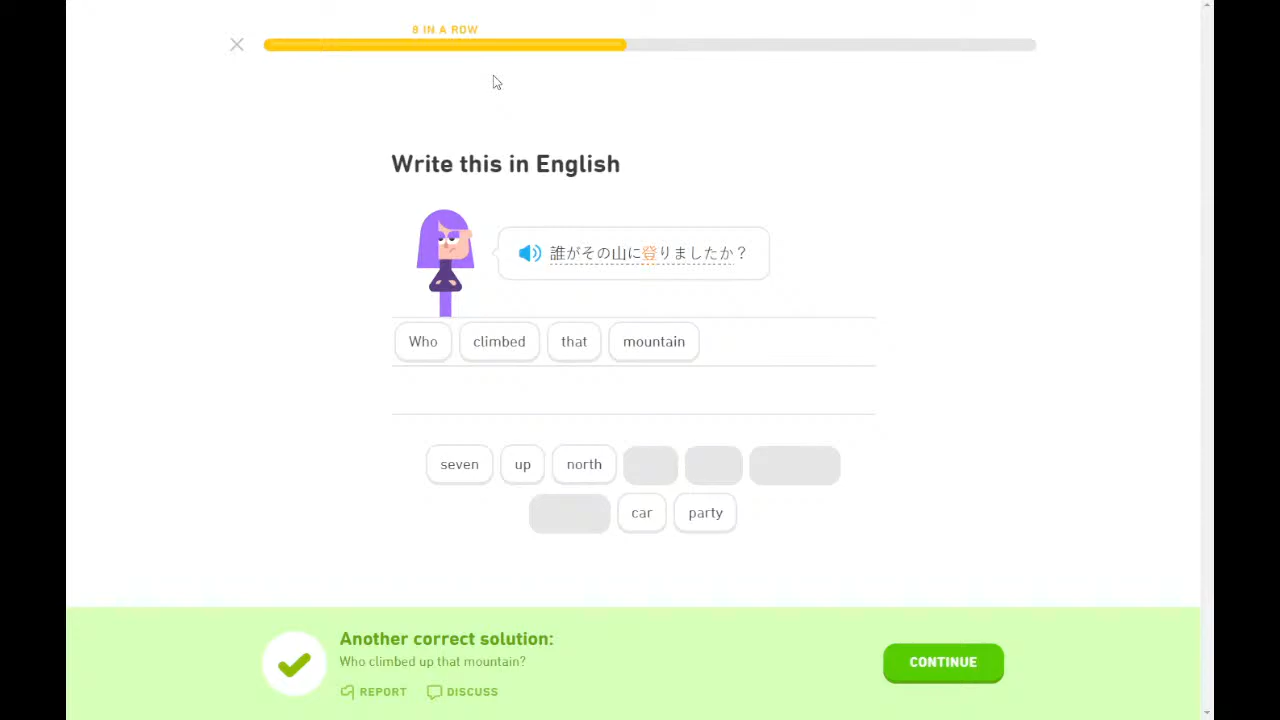 8 IN A ROW
Write this in English
誰がその山に登りましたか？
Who climbed that mountain
seven up north
car party
Another correct solution:
Who climbed up that mountain?
REPORT DISCUSS
CONTINUE